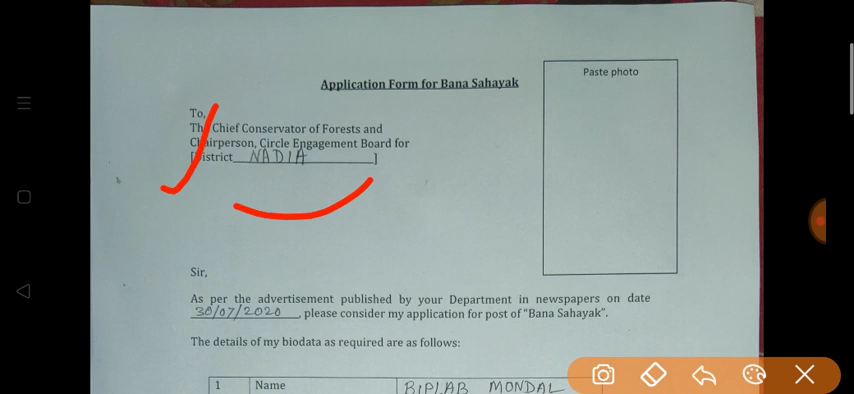 Application Form for Bana Sahayak
Paste photo
To,
The Chief Conservator of Forests and
Chairperson, Circle Engagement Board for
[District NADIA ]
Sir,
As per the advertisement published by your Department in newspapers on date
30/07/2020, please consider my application for post of “Bana Sahayak”.
The details of my biodata as required are as follows:
1 Name BIPLAB MONDAL